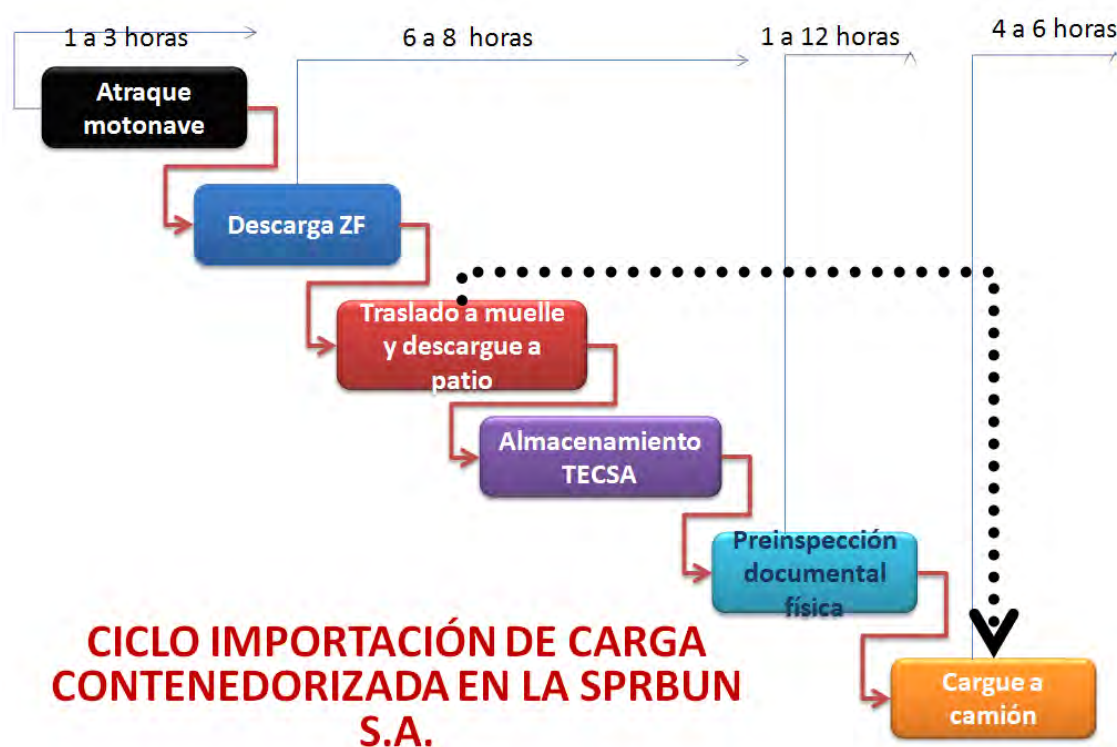 1 a 3 horas
6 a 8 horas
1 a 12 horas
4 a 6 horas
Atraque
motonave
Descarga ZF
Traslado a muelle
y descargue a
patio
Almacenamiento
TECSA
Preinspección
documental
física
Cargue a
camión
CICLO IMPORTACIÓN DE CARGA
CONTENEDORIZADA EN LA SPRBUN
S.A.